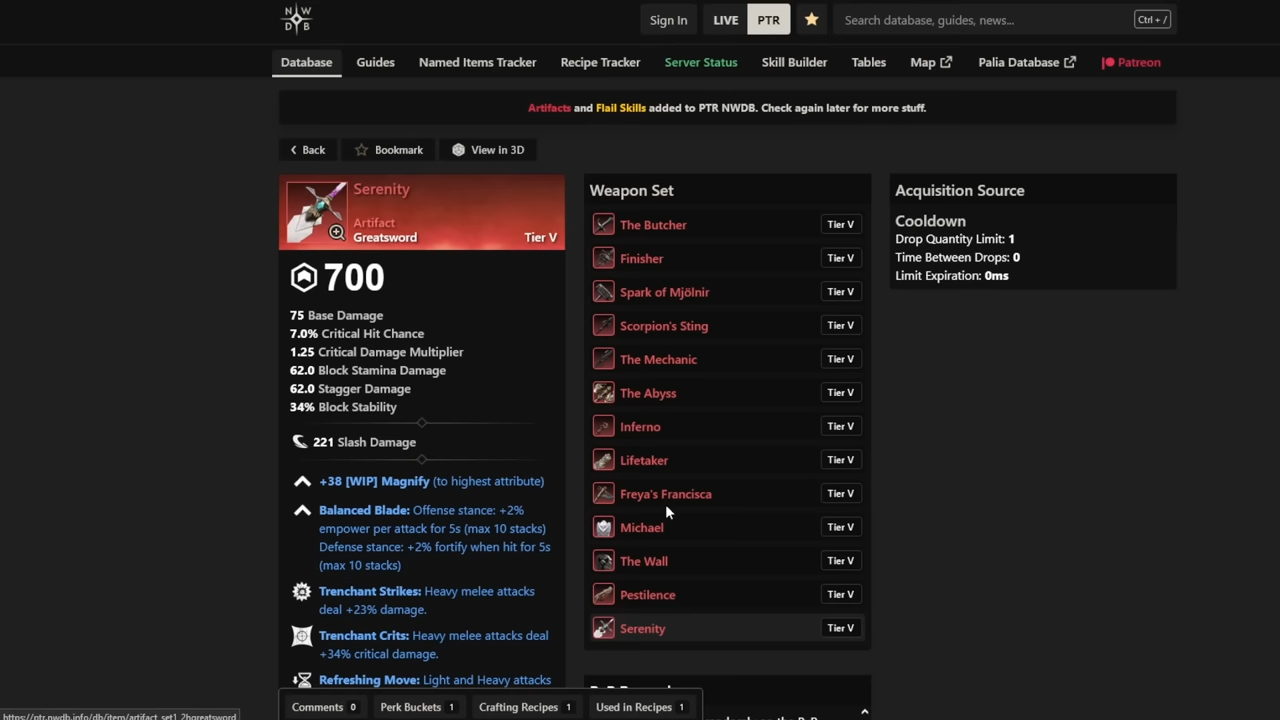 NW
DB
Sign In
LIVE
PTR
Search database, guides, news...
Ctrl + /
Database
Guides
Named Items Tracker
Recipe Tracker
Server Status
Skill Builder
Tables
Map
Palia Database
Patreon
Artifacts and Flail Skills added to PTR NWDB. Check again later for more stuff.
Back
Bookmark
View in 3D
Serenity
Artifact
Greatsword
Tier V
700
75 Base Damage
7.0% Critical Hit Chance
1.25 Critical Damage Multiplier
62.0 Block Stamina Damage
62.0 Stagger Damage
34% Block Stability
221 Slash Damage
+38 [WIP] Magnify (to highest attribute)
Balanced Blade: Offense stance: +2%
empower per attack for 5s (max 10 stacks)
Defense stance: +2% fortify when hit for 5s
(max 10 stacks)
Trenchant Strikes: Heavy melee attacks
deal +23% damage.
Trenchant Crits: Heavy melee attacks deal
+34% critical damage.
Refreshing Move: Light and Heavy attacks
Weapon Set
The Butcher Tier V
Finisher Tier V
Spark of Mjölnir Tier V
Scorpion's Sting Tier V
The Mechanic Tier V
The Abyss Tier V
Inferno Tier V
Lifetaker Tier V
Freya's Francisca Tier V
Michael Tier V
The Wall Tier V
Pestilence Tier V
Serenity Tier V
Acquisition Source
Cooldown
Drop Quantity Limit: 1
Time Between Drops: 0
Limit Expiration: 0ms
Comments 0
Perk Buckets 1
Crafting Recipes 1
Used in Recipes 1
https://ptr.nwdb.info/db/item/artifact_set1_2hgreatsword